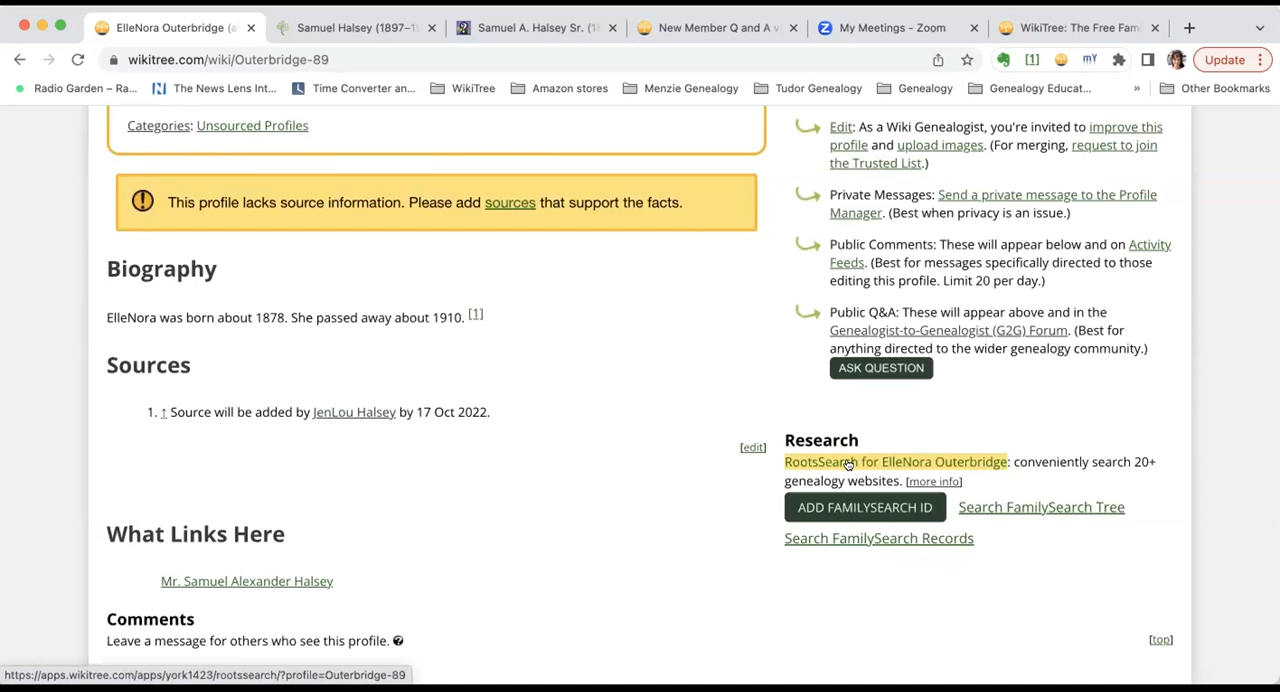 ElleNora Outerbridge (a
Samuel Halsey (1897–1
Samuel A. Halsey Sr. (1
New Member Q and A v
My Meetings - Zoom
WikiTree: The Free Fam
wikitree.com/wiki/Outerbridge-89
[1]
mY
Update
Radio Garden – Ra...
The News Lens Int...
Time Converter an...
WikiTree
Amazon stores
Menzie Genealogy
Tudor Genealogy
Genealogy
Genealogy Educat...
»
Other Bookmarks
Categories: Unsourced Profiles
This profile lacks source information. Please add sources that support the facts.
Biography
ElleNora was born about 1878. She passed away about 1910. [1]
Sources
1. ↑ Source will be added by JenLou Halsey by 17 Oct 2022.
[edit]
What Links Here
Mr. Samuel Alexander Halsey
Comments
Leave a message for others who see this profile.
Edit: As a Wiki Genealogist, you're invited to improve this
profile and upload images. (For merging, request to join
the Trusted List.)
Private Messages: Send a private message to the Profile
Manager. (Best when privacy is an issue.)
Public Comments: These will appear below and on Activity
Feeds. (Best for messages specifically directed to those
editing this profile. Limit 20 per day.)
Public Q&A: These will appear above and in the
Genealogist-to-Genealogist (G2G) Forum. (Best for
anything directed to the wider genealogy community.)
ASK QUESTION
Research
RootsSearch for ElleNora Outerbridge: conveniently search 20+
genealogy websites. [more info]
ADD FAMILYSEARCH ID
Search FamilySearch Tree
Search FamilySearch Records
[top]
https://apps.wikitree.com/apps/york1423/rootssearch/?profile=Outerbridge-89